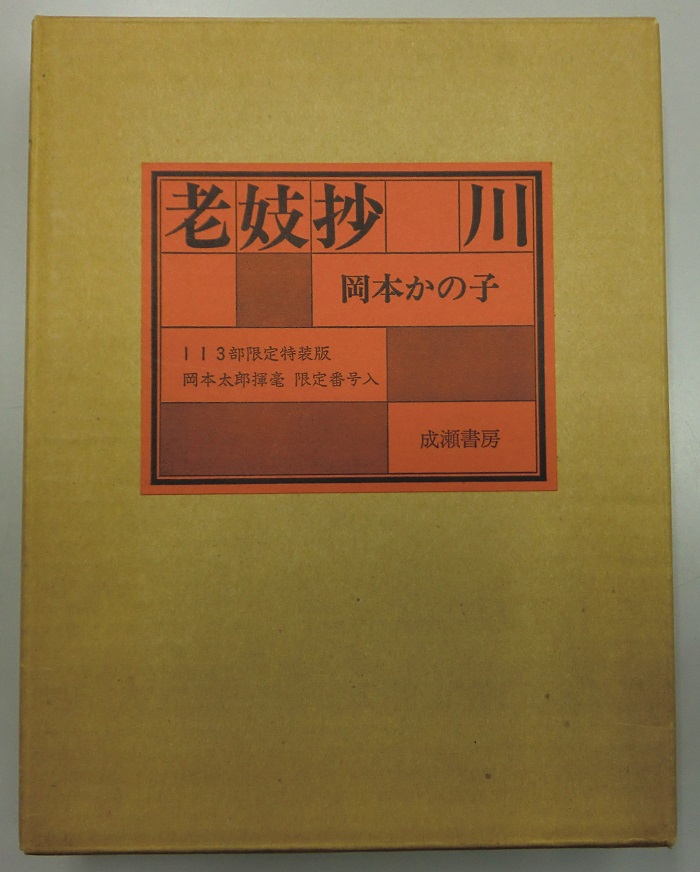 老妓抄 川
岡本かの子
113部限定特装版
岡本太郎揮毫 限定番号入
成瀬書房